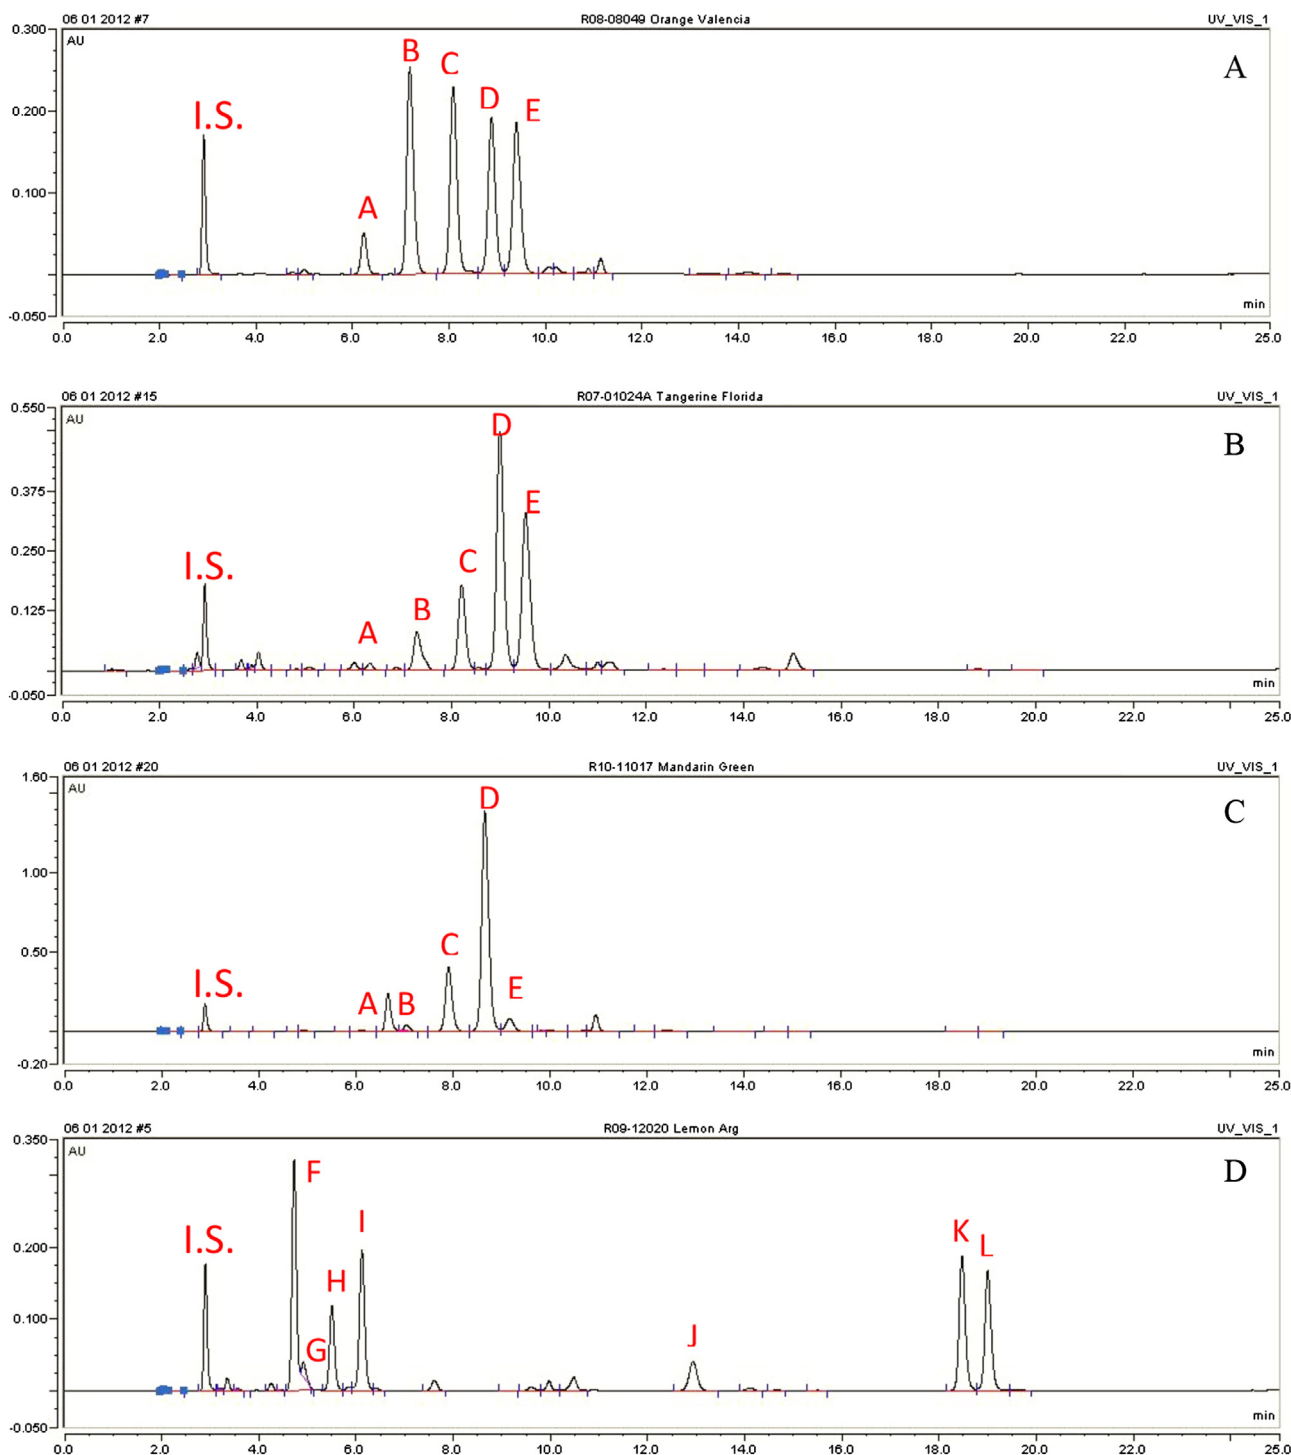 06 01 2012 #7 R08-08049 Orange Valencia UV_VIS_1
0.300
AU
A
B
C
D
E
I.S.
0.200
0.100
A
-0.050
min
0.0 2.0 4.0 6.0 8.0 10.0 12.0 14.0 16.0 18.0 20.0 22.0 25.0
06 01 2012 #15 R07-01024A Tangerine Florida UV_VIS_1
0.550
AU
D
B
0.375
E
0.250
I.S.
C
0.125
B
A
-0.050
min
0.0 2.0 4.0 6.0 8.0 10.0 12.0 14.0 16.0 18.0 20.0 22.0 25.0
06 01 2012 #20 R10-11017 Mandarin Green UV_VIS_1
1.60
AU
D
C
1.00
0.50
C
I.S.
A B
E
-0.20
min
0.0 2.0 4.0 6.0 8.0 10.0 12.0 14.0 16.0 18.0 20.0 22.0 25.0
06 01 2012 #5 R09-12020 Lemon Arg UV_VIS_1
0.350
AU
F
D
I
0.200
I.S.
K
L
H
0.100
G
J
-0.050
min
0.0 2.0 4.0 6.0 8.0 10.0 12.0 14.0 16.0 18.0 20.0 22.0 25.0